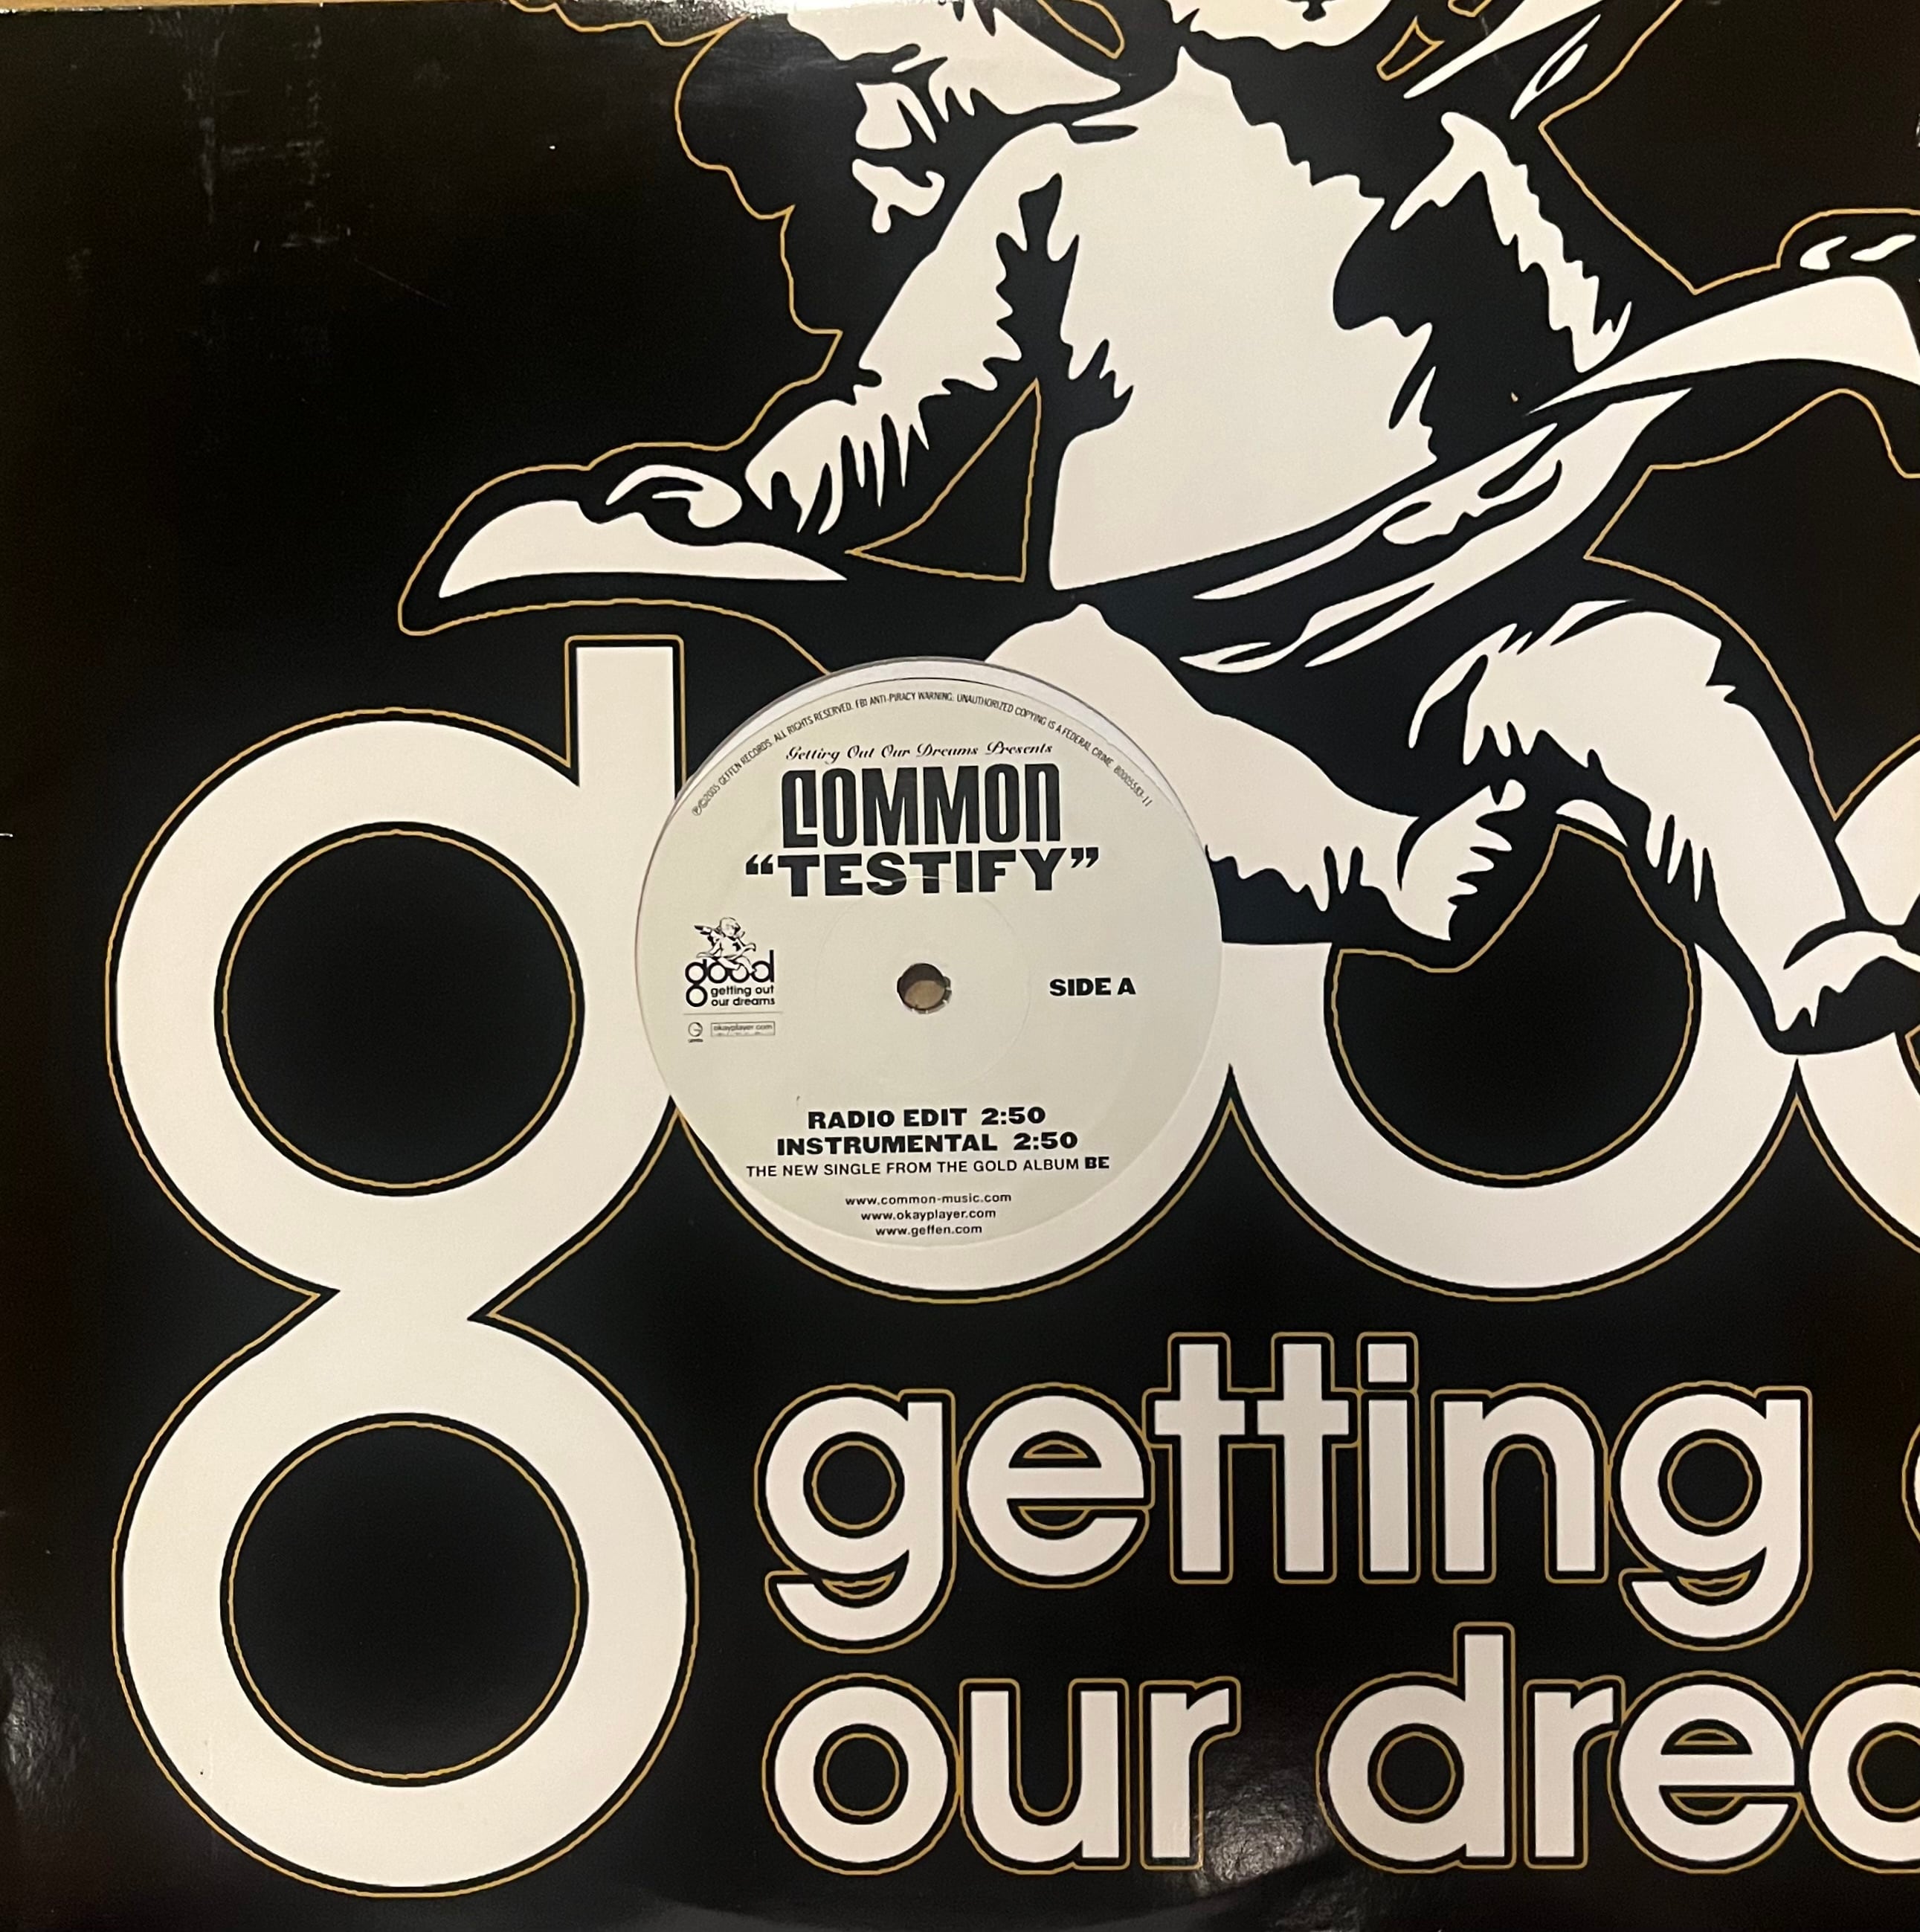 ℗©2005 GEFFEN RECORDS. ALL RIGHTS RESERVED. FBI ANTI-PIRACY WARNING: UNAUTHORIZED COPYING IS A FEDERAL CRIME.
Getting Out Our Dreams Presents
COMMON
“TESTIFY”
good
getting out
our dreams
okayplayer.com
SIDE A
RADIO EDIT 2:50
INSTRUMENTAL 2:50
THE NEW SINGLE FROM THE GOLD ALBUM BE
www.common-music.com
www.okayplayer.com
www.geffen.com
getting
our